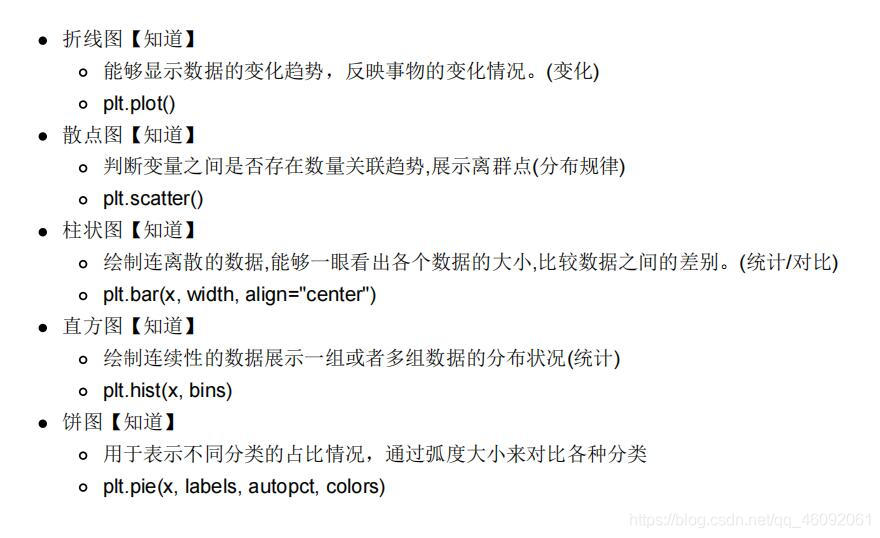 折线图【知道】
能够显示数据的变化趋势，反映事物的变化情况。(变化)
plt.plot()
散点图【知道】
判断变量之间是否存在数量关联趋势,展示离群点(分布规律)
plt.scatter()
柱状图【知道】
绘制连离散的数据,能够一眼看出各个数据的大小,比较数据之间的差别。(统计/对比)
plt.bar(x, width, align="center")
直方图【知道】
绘制连续性的数据展示一组或者多组数据的分布状况(统计)
plt.hist(x, bins)
饼图【知道】
用于表示不同分类的占比情况，通过弧度大小来对比各种分类
plt.pie(x, labels, autopct, colors)
https://blog.csdn.net/qq_46092061